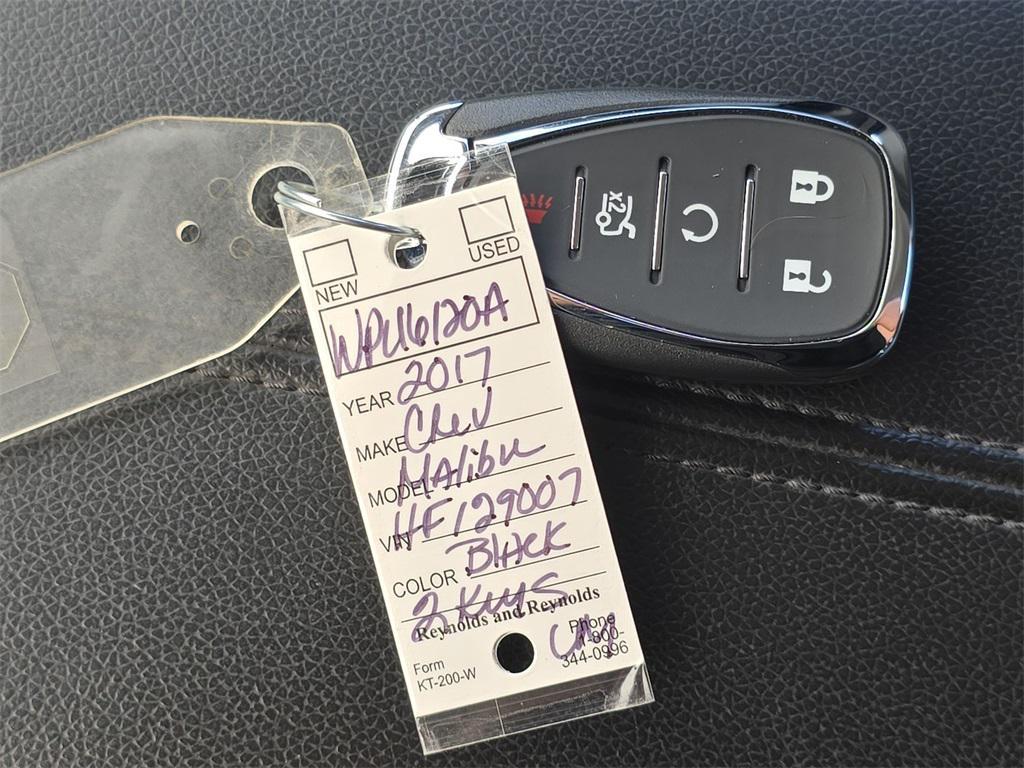 NEW USED
WPU6120A
YEAR 2017
MAKE Chev
MODEL Malibu
VIN HF129007
COLOR Black
2 Keys
Reynolds and Reynolds
Form
KT-200-W
Phone
1-800-
344-0996
X2